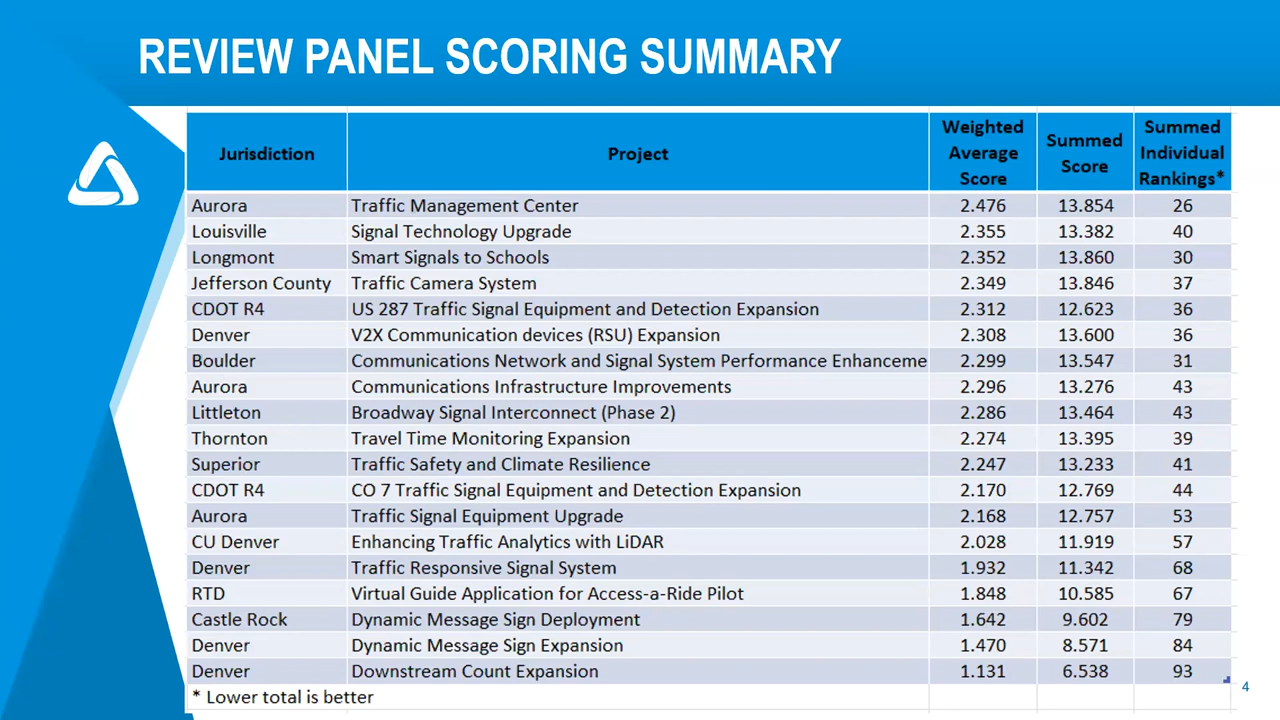 REVIEW PANEL SCORING SUMMARY
Jurisdiction Project Weighted Average Score Summed Score Summed Individual Rankings*
Aurora Traffic Management Center 2.476 13.854 26
Louisville Signal Technology Upgrade 2.355 13.382 40
Longmont Smart Signals to Schools 2.352 13.860 30
Jefferson County Traffic Camera System 2.349 13.846 37
CDOT R4 US 287 Traffic Signal Equipment and Detection Expansion 2.312 12.623 36
Denver V2X Communication devices (RSU) Expansion 2.308 13.600 36
Boulder Communications Network and Signal System Performance Enhanceme 2.299 13.547 31
Aurora Communications Infrastructure Improvements 2.296 13.276 43
Littleton Broadway Signal Interconnect (Phase 2) 2.286 13.464 43
Thornton Travel Time Monitoring Expansion 2.274 13.395 39
Superior Traffic Safety and Climate Resilience 2.247 13.233 41
CDOT R4 CO 7 Traffic Signal Equipment and Detection Expansion 2.170 12.769 44
Aurora Traffic Signal Equipment Upgrade 2.168 12.757 53
CU Denver Enhancing Traffic Analytics with LiDAR 2.028 11.919 57
Denver Traffic Responsive Signal System 1.932 11.342 68
RTD Virtual Guide Application for Access-a-Ride Pilot 1.848 10.585 67
Castle Rock Dynamic Message Sign Deployment 1.642 9.602 79
Denver Dynamic Message Sign Expansion 1.470 8.571 84
Denver Downstream Count Expansion 1.131 6.538 93
* Lower total is better
4